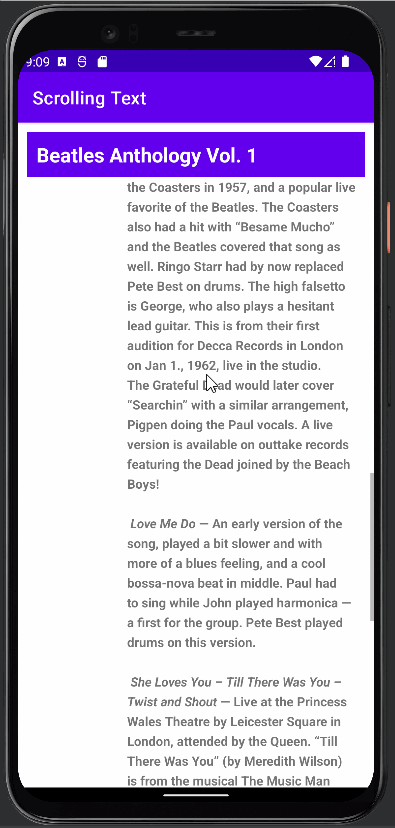 9:09
Scrolling Text
Beatles Anthology Vol. 1
the Coasters in 1957, and a popular live
favorite of the Beatles. The Coasters
also had a hit with “Besame Mucho”
and the Beatles covered that song as
well. Ringo Starr had by now replaced
Pete Best on drums. The high falsetto
is George, who also plays a hesitant
lead guitar. This is from their first
audition for Decca Records in London
on Jan 1., 1962, live in the studio.
The Grateful Dead would later cover
“Searchin” with a similar arrangement,
Pigpen doing the Paul vocals. A live
version is available on outtake records
featuring the Dead joined by the Beach
Boys!
Love Me Do — An early version of the
song, played a bit slower and with
more of a blues feeling, and a cool
bossa-nova beat in middle. Paul had
to sing while John played harmonica —
a first for the group. Pete Best played
drums on this version.
She Loves You – Till There Was You –
Twist and Shout — Live at the Princess
Wales Theatre by Leicester Square in
London, attended by the Queen. “Till
There Was You” (by Meredith Wilson)
is from the musical The Music Man